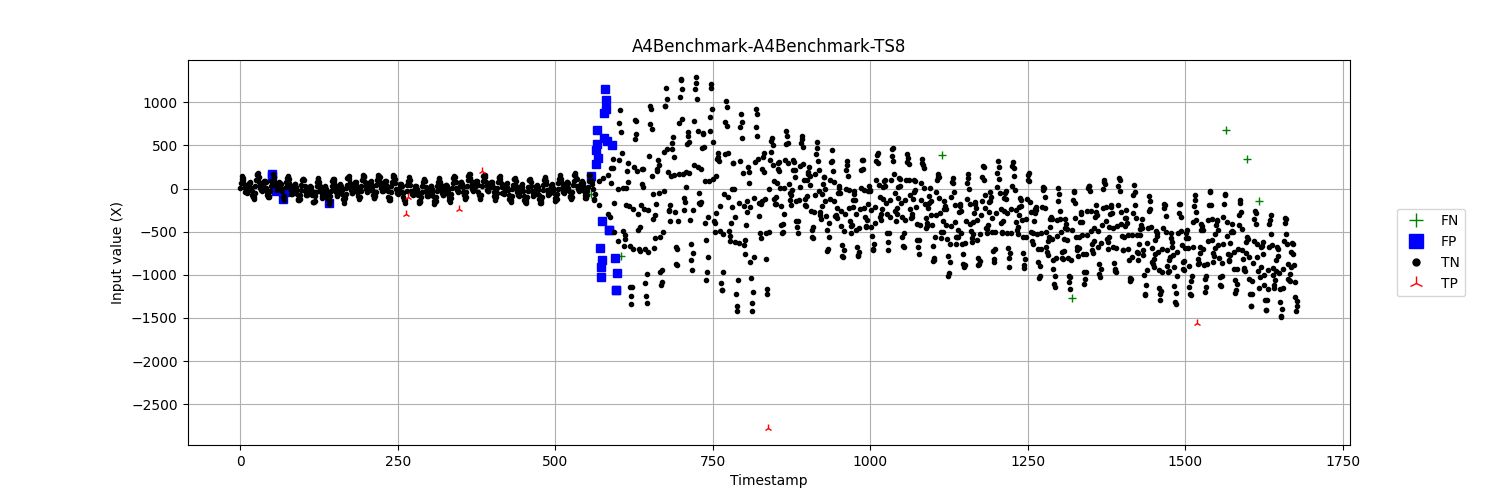 A4Benchmark-A4Benchmark-TS8
Input value (X)
1000
500
0
−500
−1000
−1500
−2000
−2500
0 250 500 750 1000 1250 1500 1750
Timestamp
FN
FP
TN
TP